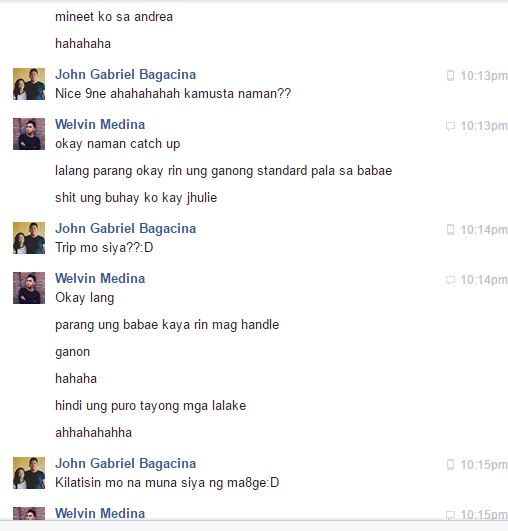 mineet ko sa andrea
hahahaha
John Gabriel Bagacina 10:13pm
Nice 9ne ahahahahah kamusta naman??
Welvin Medina 10:13pm
okay naman catch up
lalang parang okay rin ung ganong standard pala sa babae
shit ung buhay ko kay jhulie
John Gabriel Bagacina 10:14pm
Trip mo siya??:D
Welvin Medina 10:14pm
Okay lang
parang ung babae kaya rin mag handle
ganon
hahaha
hindi ung puro tayong mga lalake
ahhahahahha
John Gabriel Bagacina 10:15pm
Kilatisin mo na muna siya ng ma8ge:D
Welvin Medina 10:15pm